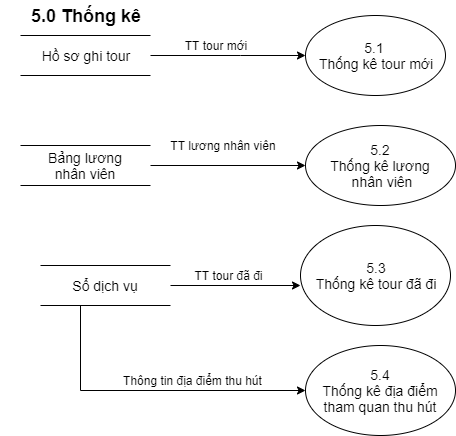 5.0 Thống kê
Hồ sơ ghi tour
TT tour mới
5.1
Thống kê tour mới
Bảng lương
nhân viên
TT lương nhân viên
5.2
Thống kê lương
nhân viên
Sổ dịch vụ
TT tour đã đi
5.3
Thống kê tour đã đi
Thông tin địa điểm thu hút
5.4
Thống kê địa điểm
tham quan thu hút